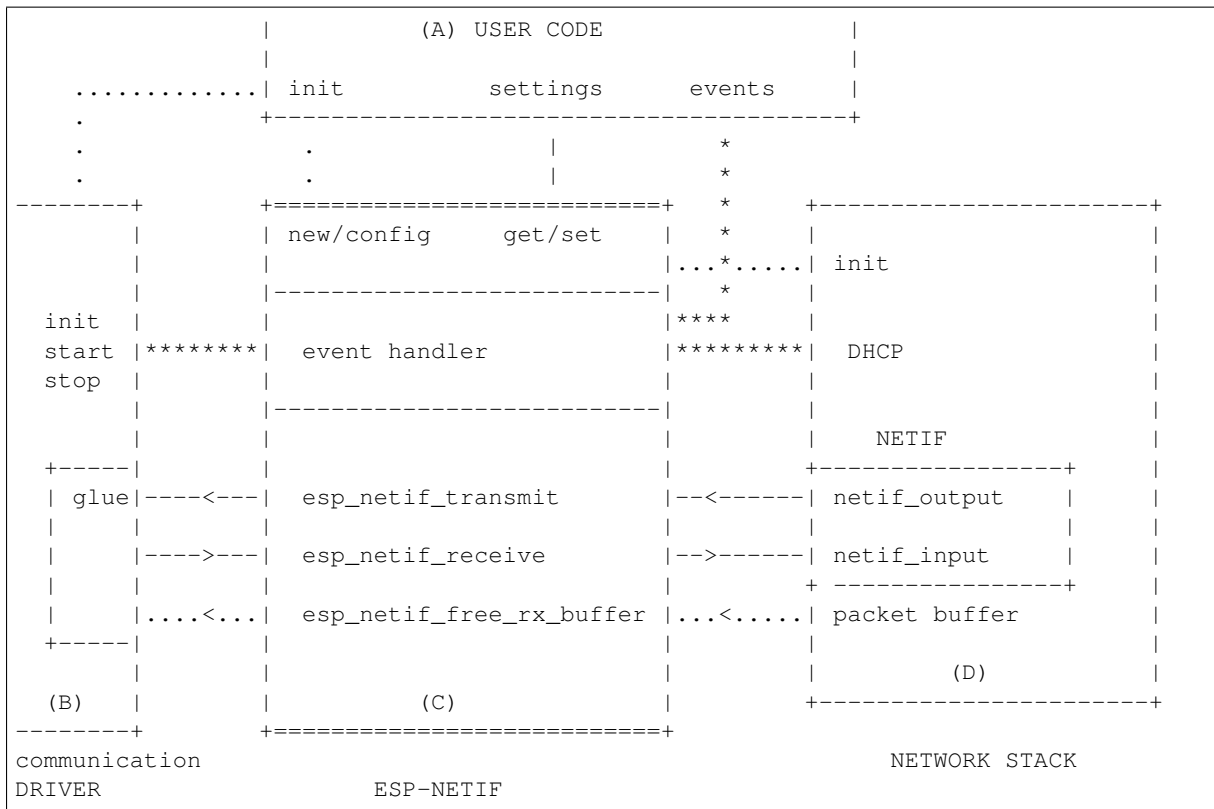 (A) USER CODE
init settings events
new/config get/set
init
init
start event handler DHCP
stop
NETIF
glue esp_netif_transmit netif_output
esp_netif_receive netif_input
esp_netif_free_rx_buffer packet buffer
(D)
(B) (C)
communication NETWORK STACK
DRIVER ESP-NETIF